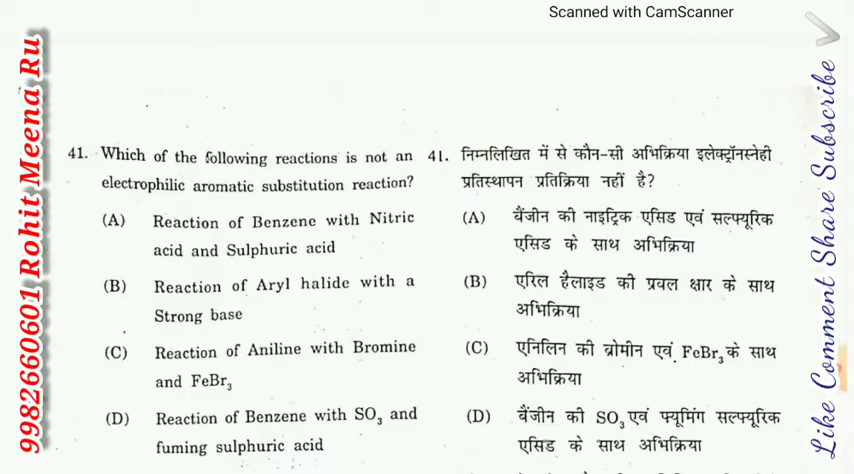 Scanned with CamScanner
9982660601 Rohit Meena Ru
41. Which of the following reactions is not an
electrophilic aromatic substitution reaction?
(A) Reaction of Benzene with Nitric
acid and Sulphuric acid
(B) Reaction of Aryl halide with a
Strong base
(C) Reaction of Aniline with Bromine
and FeBr₃
(D) Reaction of Benzene with SO₃ and
fuming sulphuric acid
41. निम्नलिखित में से कौन-सी अभिक्रिया इलेक्ट्रॉनस्नेही
प्रतिस्थापन प्रतिक्रिया नहीं है?
(A) बैंजीन की नाइट्रिक एसिड एवं सल्फ्यूरिक
एसिड के साथ अभिक्रिया
(B) एरिल हैलाइड की प्रबल क्षार के साथ
अभिक्रिया
(C) एनिलिन की ब्रोमीन एवं FeBr₃ के साथ
अभिक्रिया
(D) बैंजीन की SO₃ एवं फ्यूमिंग सल्फ्यूरिक
एसिड के साथ अभिक्रिया
Like Comment Share Subscribe